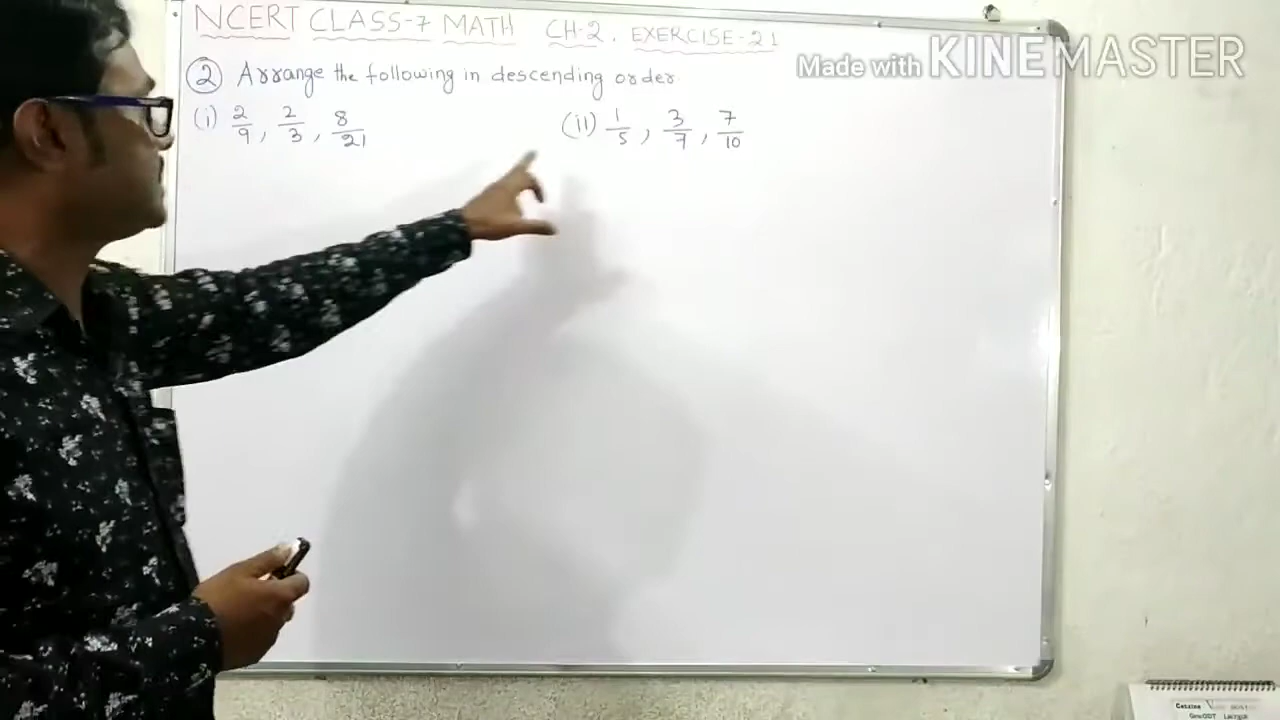 NCERT CLASS-7 MATH CH-2. EXERCISE-2.1
Made with KINEMASTER
② Arrange the following in descending order
(i) 2/9, 2/3, 8/21 (ii) 1/5, 3/7, 7/10